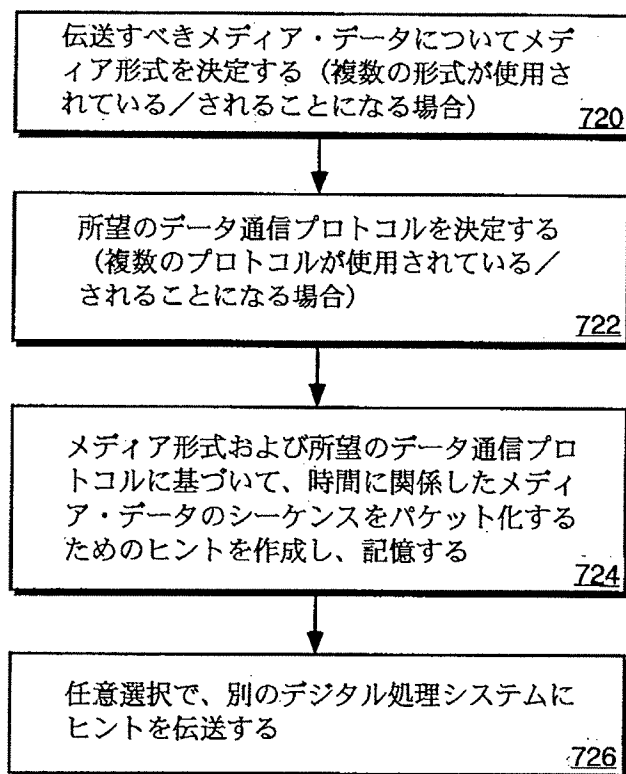 伝送すべきメディア・データについてメデ
ィア形式を決定する（複数の形式が使用さ
れている／されることになる場合）
720
所望のデータ通信プロトコルを決定する
（複数のプロトコルが使用されている／
されることになる場合）
722
メディア形式および所望のデータ通信プロ
トコルに基づいて、時間に関係したメディ
ア・データのシーケンスをパケット化する
ためのヒントを作成し、記憶する
724
任意選択で、別のデジタル処理システムに
ヒントを伝送する
726